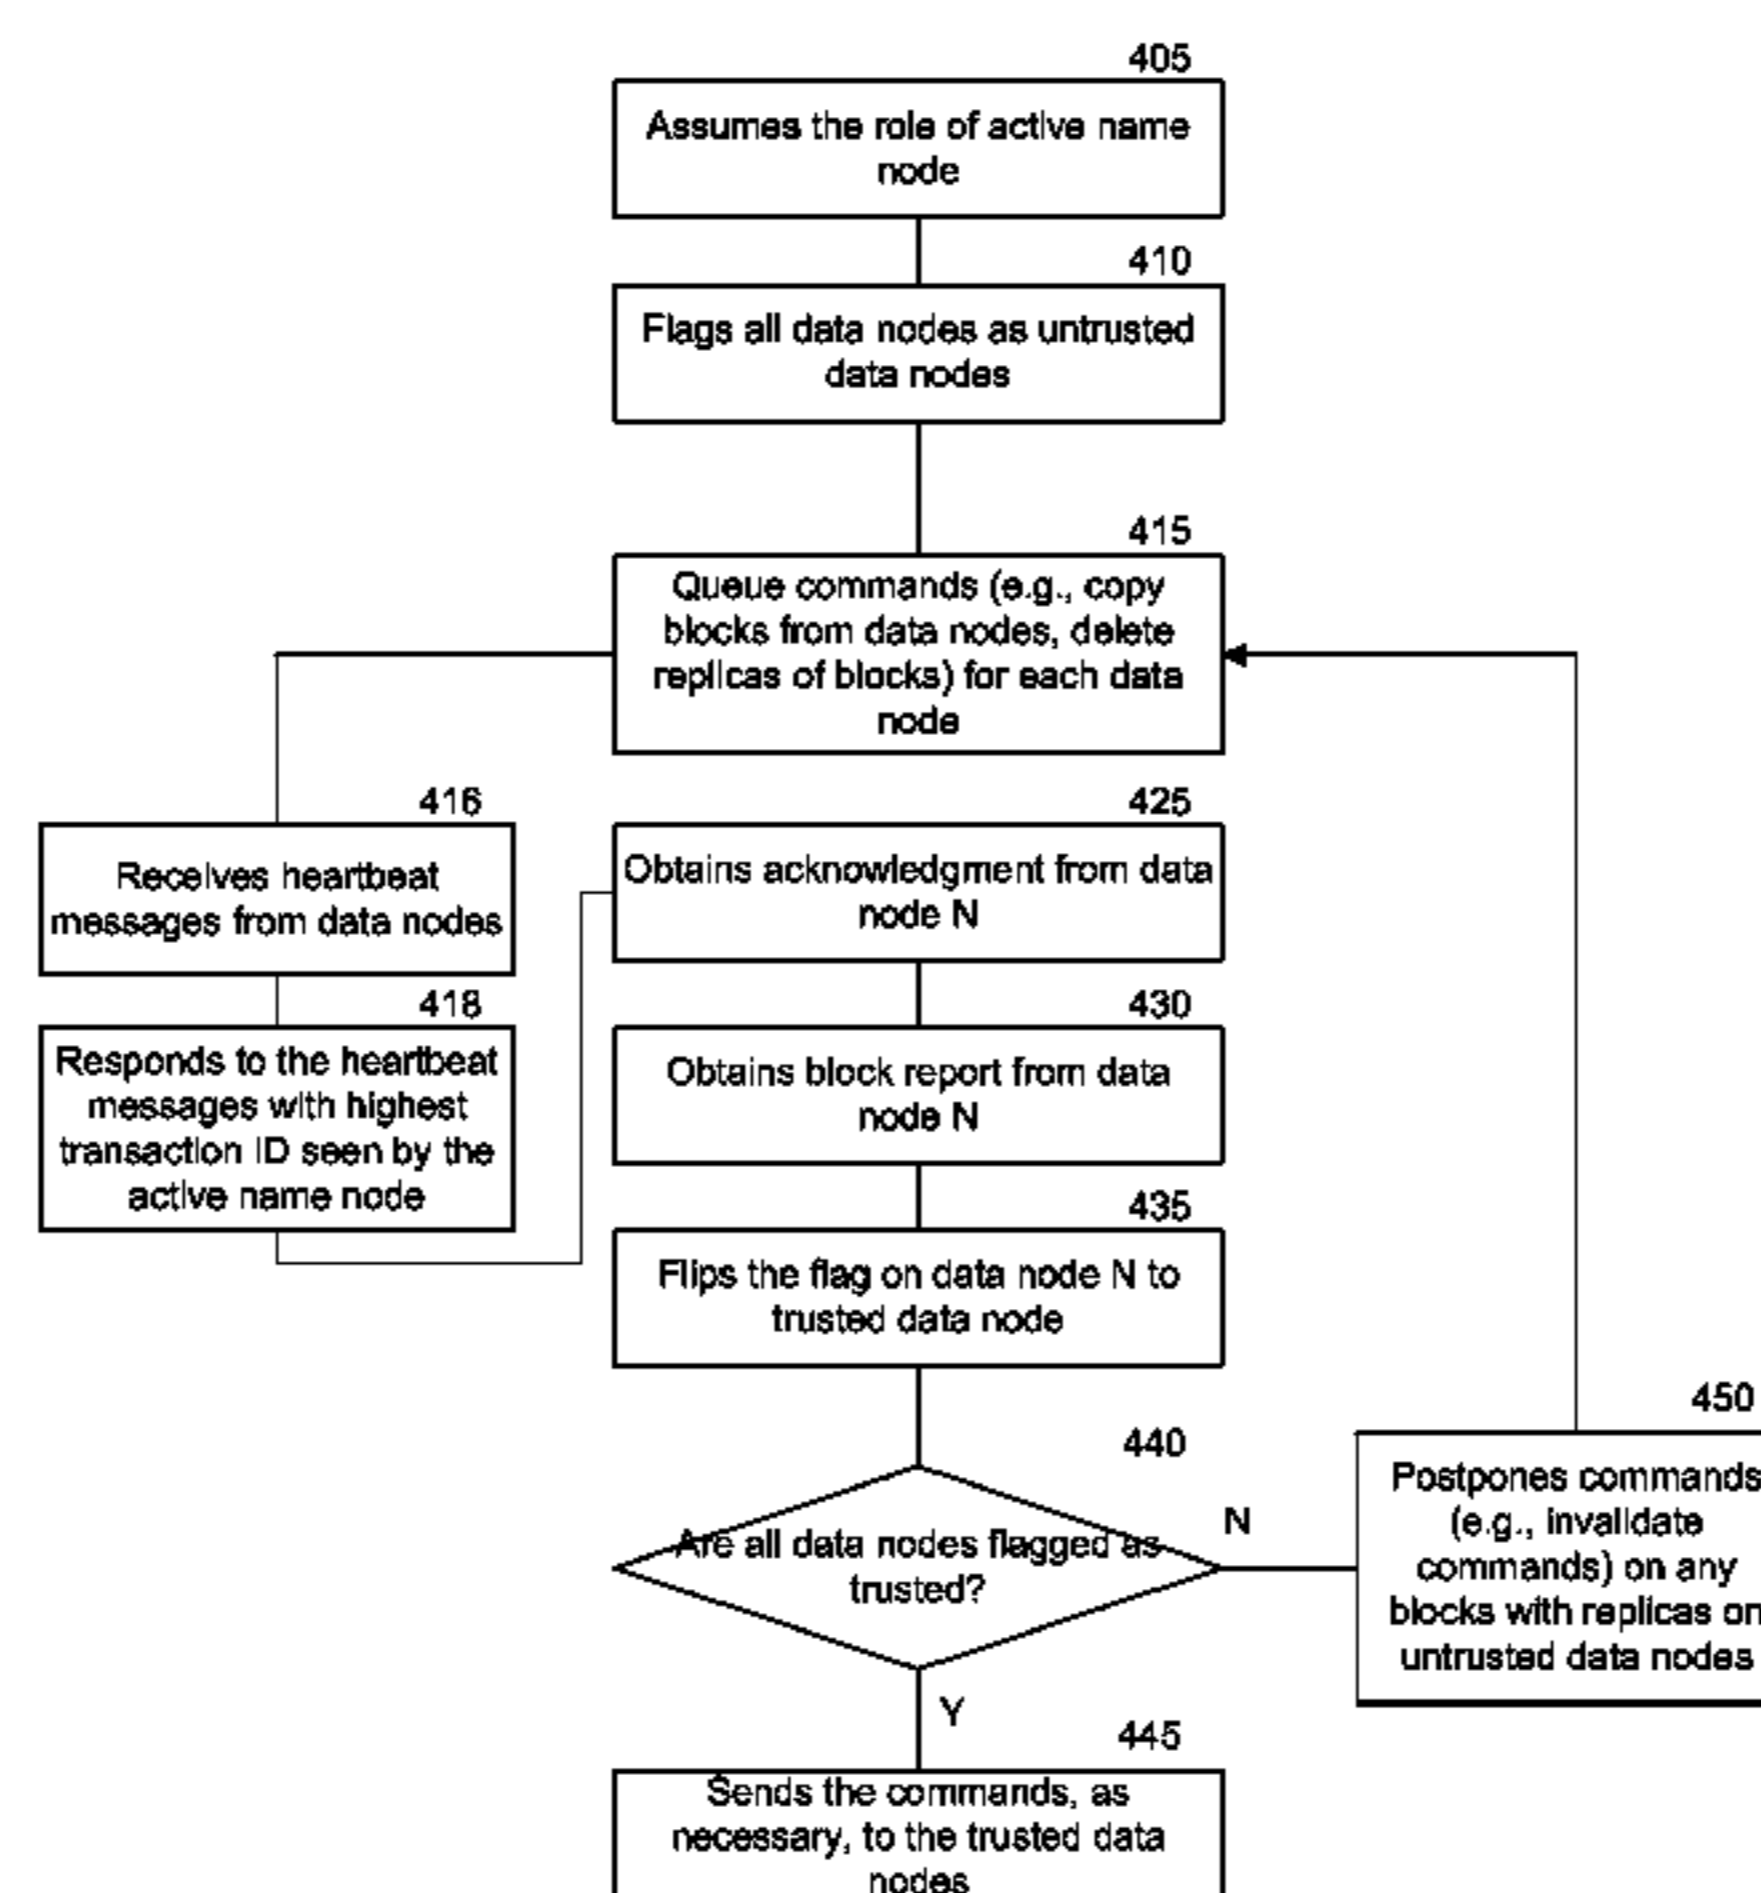 405
Assumes the role of active name
node
410
Flags all data nodes as untrusted
data nodes
415
Queue commands (e.g., copy
blocks from data nodes, delete
replicas of blocks) for each data
node
416
Receives heartbeat
messages from data nodes
418
Responds to the heartbeat
messages with highest
transaction ID seen by the
active name node
425
Obtains acknowledgment from data
node N
430
Obtains block report from data
node N
435
Flips the flag on data node N to
trusted data node
440
Are all data nodes flagged as
trusted?
N
450
Postpones commands
(e.g., invalidate
commands) on any
blocks with replicas on
untrusted data nodes
Y
445
Sends the commands, as
necessary, to the trusted data
nodes